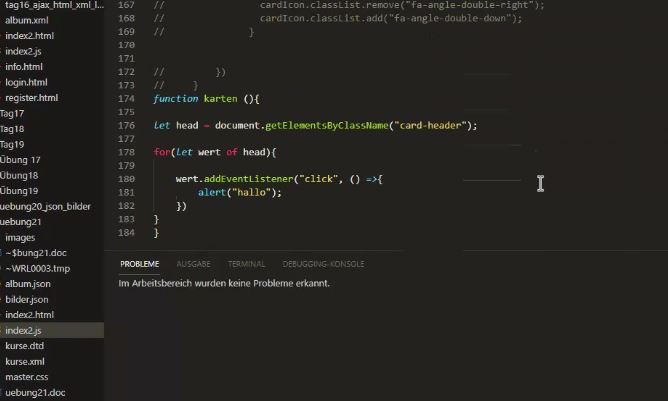 tag16_ajax_html_xml_l...
album.xml
index2.html
index2.js
info.html
login.html
register.html
Tag17
Tag18
Tag19
Übung 17
Übung18
Übung19
uebung20_json_bilder
uebung21
images
~$bung21.doc
~WRL0003.tmp
album.json
bilder.json
index2.html
index2.js
kurse.dtd
kurse.xml
master.css
uebung21.doc
167 // cardIcon.classList.remove("fa-angle-double-right");
168 // cardIcon.classList.add("fa-angle-double-down");
169 // }
170
171
172 // })
173 // }
174 function karten (){
175
176 let head = document.getElementsByClassName("card-header");
177
178 for(let wert of head){
179
180 wert.addEventListener("click", () =>{
181 alert("hallo");
182 })
183 }
184 }
PROBLEME AUSGABE TERMINAL DEBUGGING-KONSOLE
Im Arbeitsbereich wurden keine Probleme erkannt.